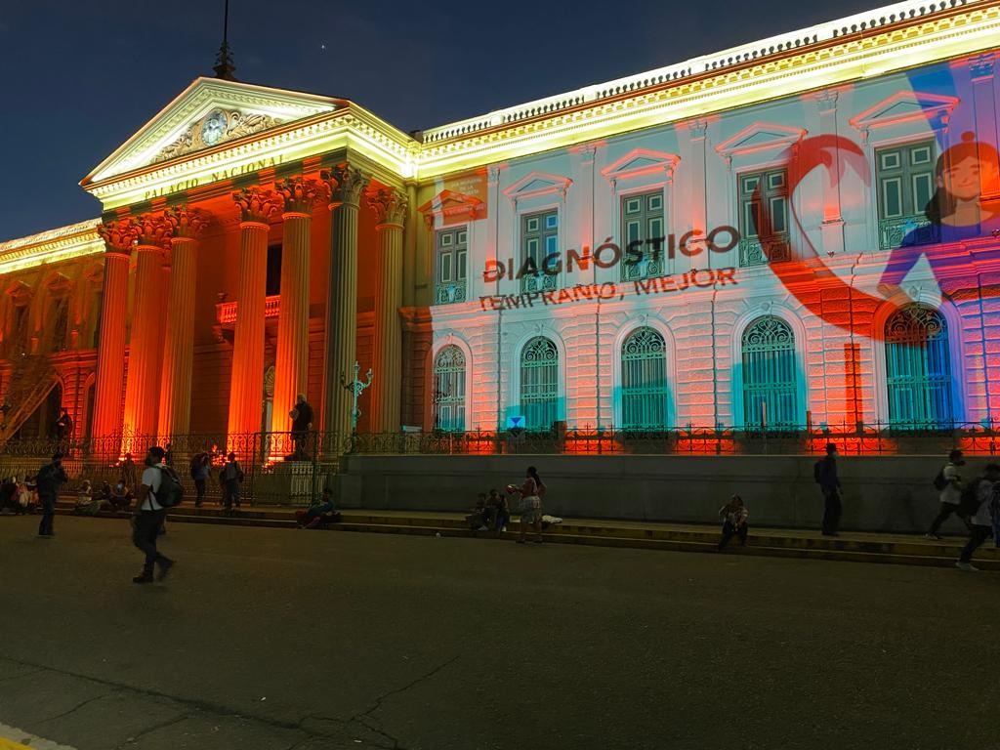 PALACIO NACIONAL
DIAGNÓSTICO
TEMPRANO, MEJOR